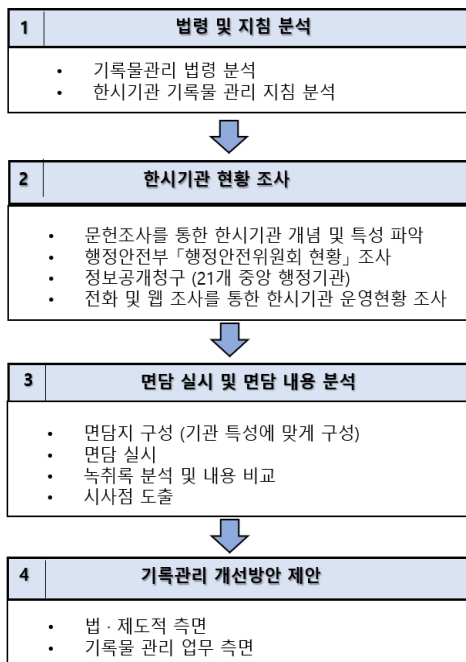 1 법령 및 지침 분석
• 기록물관리 법령 분석
• 한시기관 기록물 관리 지침 분석
2 한시기관 현황 조사
• 문헌조사를 통한 한시기관 개념 및 특성 파악
• 행정안전부 「행정안전위원회 현황」 조사
• 정보공개청구 (21개 중앙 행정기관)
• 전화 및 웹 조사를 통한 한시기관 운영현황 조사
3 면담 실시 및 면담 내용 분석
• 면담지 구성 (기관 특성에 맞게 구성)
• 면담 실시
• 녹취록 분석 및 내용 비교
• 시사점 도출
4 기록관리 개선방안 제안
• 법 · 제도적 측면
• 기록물 관리 업무 측면